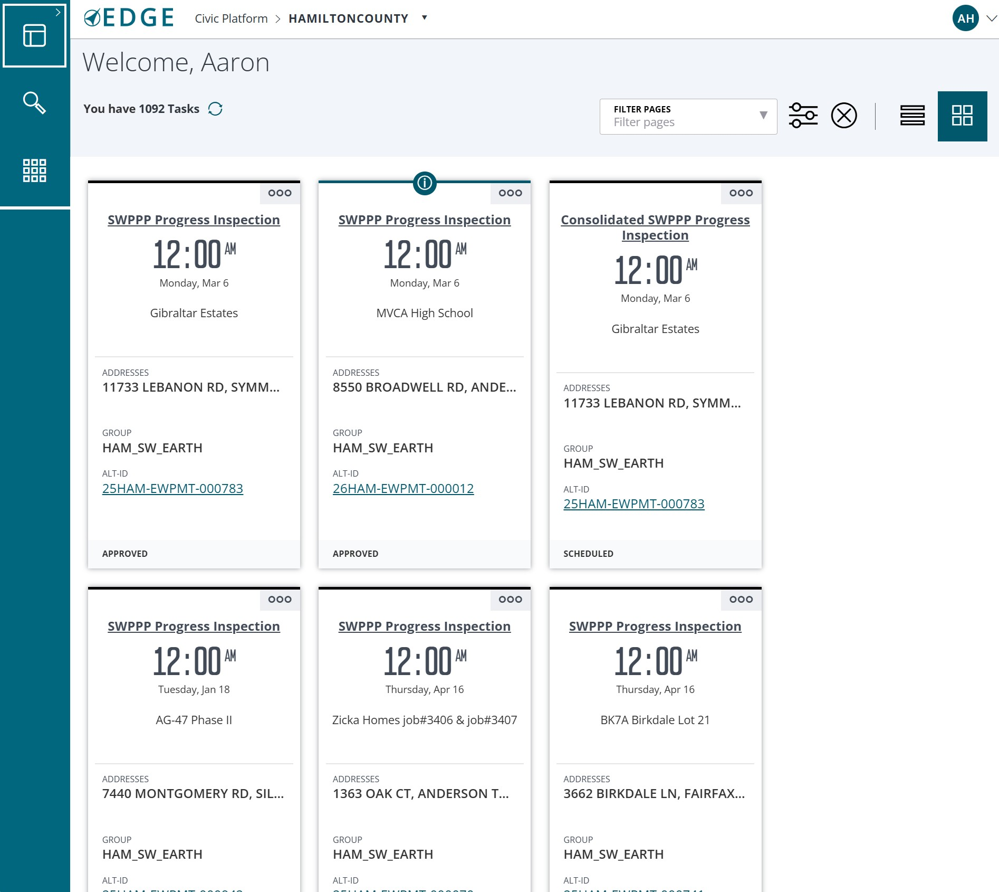 EDGE
Civic Platform > HAMILTONCOUNTY
AH
Welcome, Aaron
You have 1092 Tasks
FILTER PAGES
Filter pages
SWPPP Progress Inspection
12:00 AM
Monday, Mar 6
Gibraltar Estates
ADDRESSES
11733 LEBANON RD, SYMM...
GROUP
HAM_SW_EARTH
ALT-ID
25HAM-EWPMT-000783
APPROVED
SWPPP Progress Inspection
12:00 AM
Monday, Mar 6
MVCA High School
ADDRESSES
8550 BROADWELL RD, ANDE...
GROUP
HAM_SW_EARTH
ALT-ID
26HAM-EWPMT-000012
APPROVED
Consolidated SWPPP Progress
Inspection
12:00 AM
Monday, Mar 6
Gibraltar Estates
ADDRESSES
11733 LEBANON RD, SYMM...
GROUP
HAM_SW_EARTH
ALT-ID
25HAM-EWPMT-000783
SCHEDULED
SWPPP Progress Inspection
12:00 AM
Tuesday, Jan 18
AG-47 Phase II
ADDRESSES
7440 MONTGOMERY RD, SIL...
GROUP
HAM_SW_EARTH
ALT-ID
SWPPP Progress Inspection
12:00 AM
Thursday, Apr 16
Zicka Homes job#3406 & job#3407
ADDRESSES
1363 OAK CT, ANDERSON T...
GROUP
HAM_SW_EARTH
ALT-ID
SWPPP Progress Inspection
12:00 AM
Thursday, Apr 16
BK7A Birkdale Lot 21
ADDRESSES
3662 BIRKDALE LN, FAIRFAX...
GROUP
HAM_SW_EARTH
ALT-ID